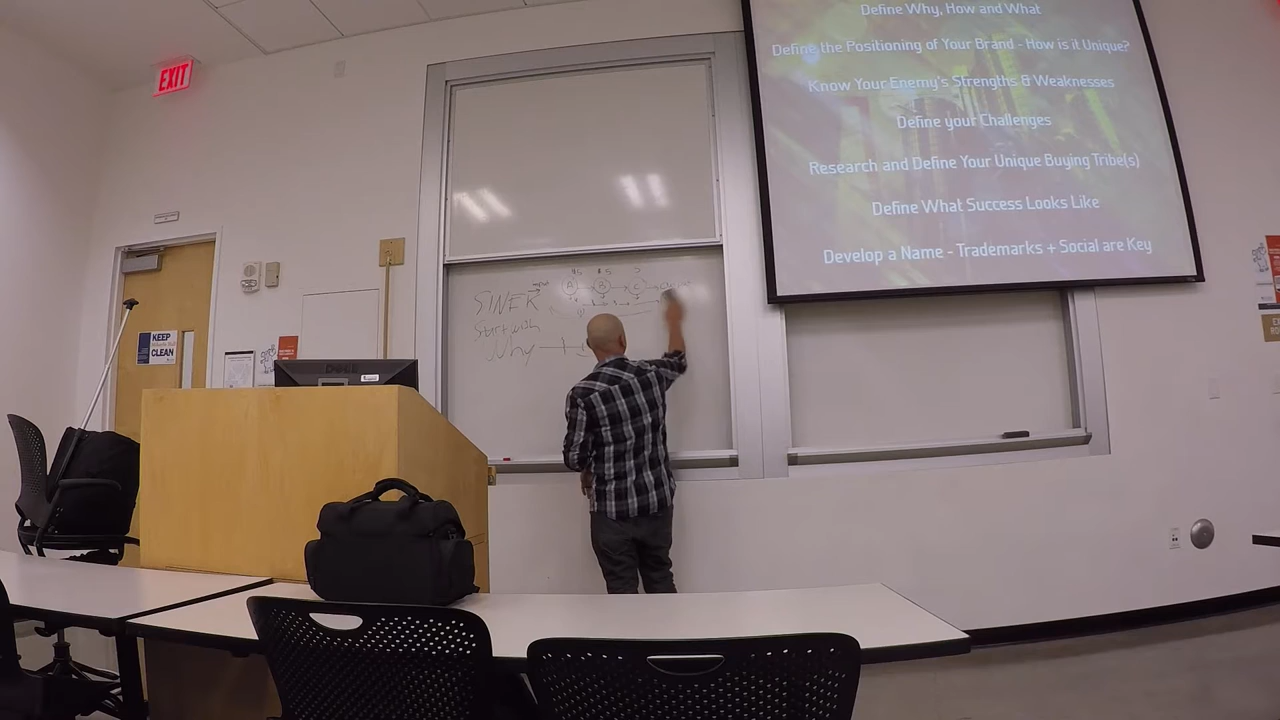 EXIT
Define Why, How and What
Define the Positioning of Your Brand - How is it Unique?
Know Your Enemy's Strengths & Weaknesses
Define your Challenges
Research and Define Your Unique Buying Tribe(s)
Define What Success Looks Like
Develop a Name - Trademarks + Social are Key
A B C
Start with
Why
KEEP
CLEAN
DELL